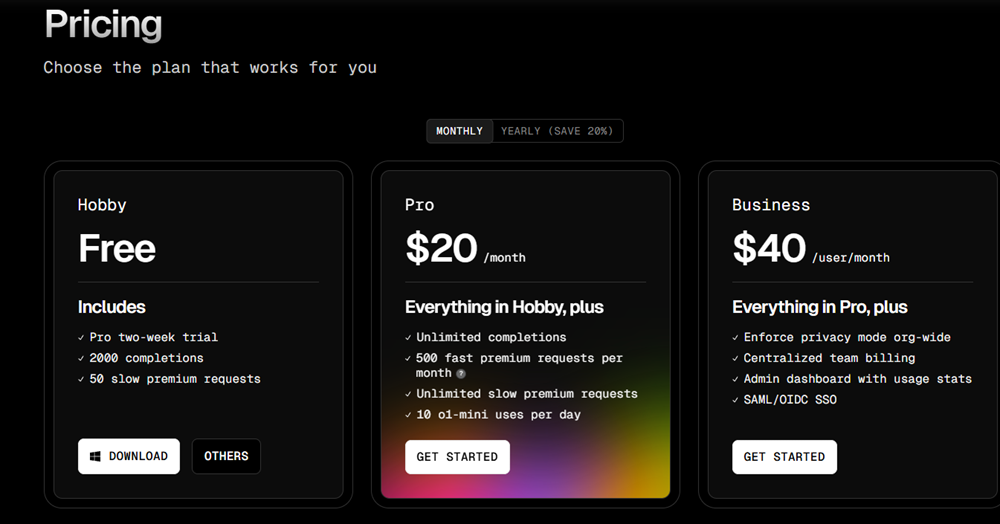 Pricing
Choose the plan that works for you
MONTHLY YEARLY (SAVE 20%)
Hobby
Free
Includes
✓ Pro two-week trial
✓ 2000 completions
✓ 50 slow premium requests
DOWNLOAD OTHERS
Pro
$20 /month
Everything in Hobby, plus
✓ Unlimited completions
✓ 500 fast premium requests per
month ?
✓ Unlimited slow premium requests
✓ 10 o1-mini uses per day
GET STARTED
Business
$40 /user/month
Everything in Pro, plus
✓ Enforce privacy mode org-wide
✓ Centralized team billing
✓ Admin dashboard with usage stats
✓ SAML/OIDC SSO
GET STARTED